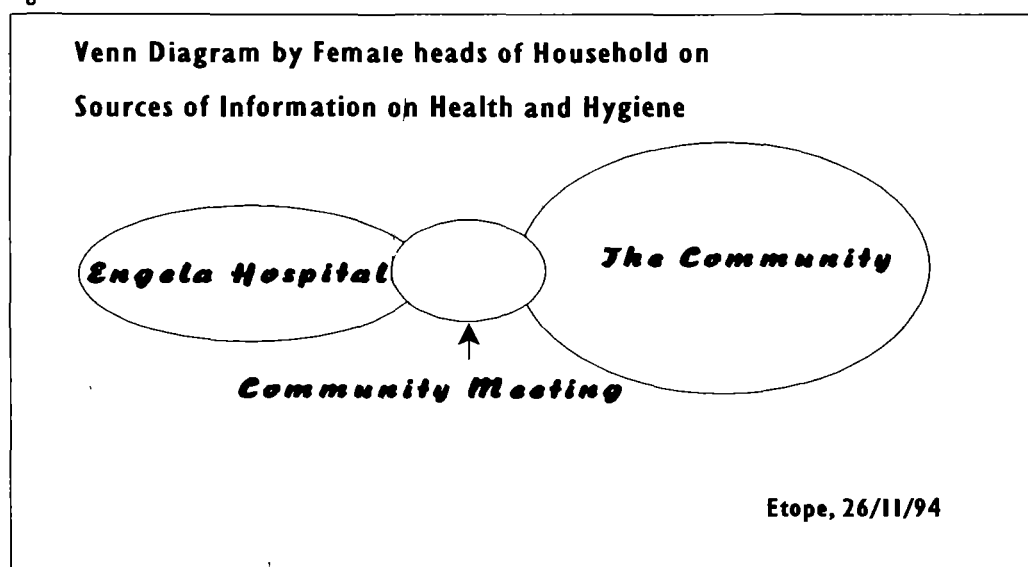 Venn Diagram by Female heads of Household on
Sources of Information on Health and Hygiene
Engela Hospital
The Community
Community Meeting
Etope, 26/11/94